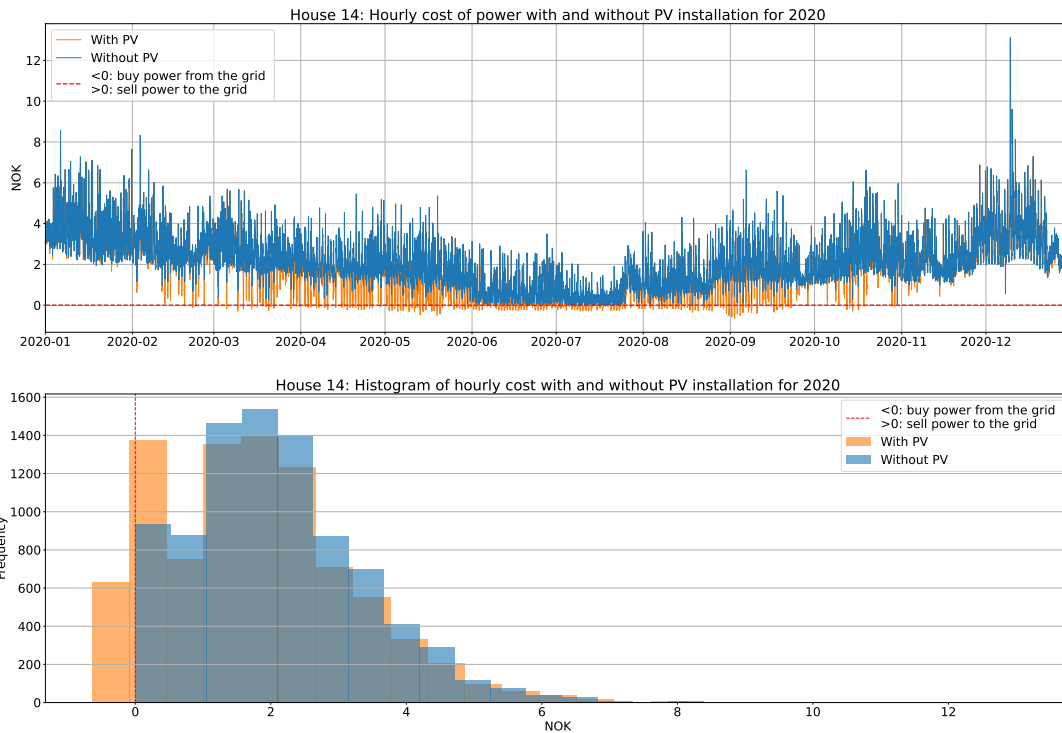 House 14: Hourly cost of power with and without PV installation for 2020
With PV
Without PV
<0: buy power from the grid
>0: sell power to the grid
NOK
12
10
8
6
4
2
0
2020-01 2020-02 2020-03 2020-04 2020-05 2020-06 2020-07 2020-08 2020-09 2020-10 2020-11 2020-12
House 14: Histogram of hourly cost with and without PV installation for 2020
<0: buy power from the grid
>0: sell power to the grid
With PV
Without PV
Frequency
1600
1400
1200
1000
800
600
400
200
0
0 2 4 6 8 10 12
NOK